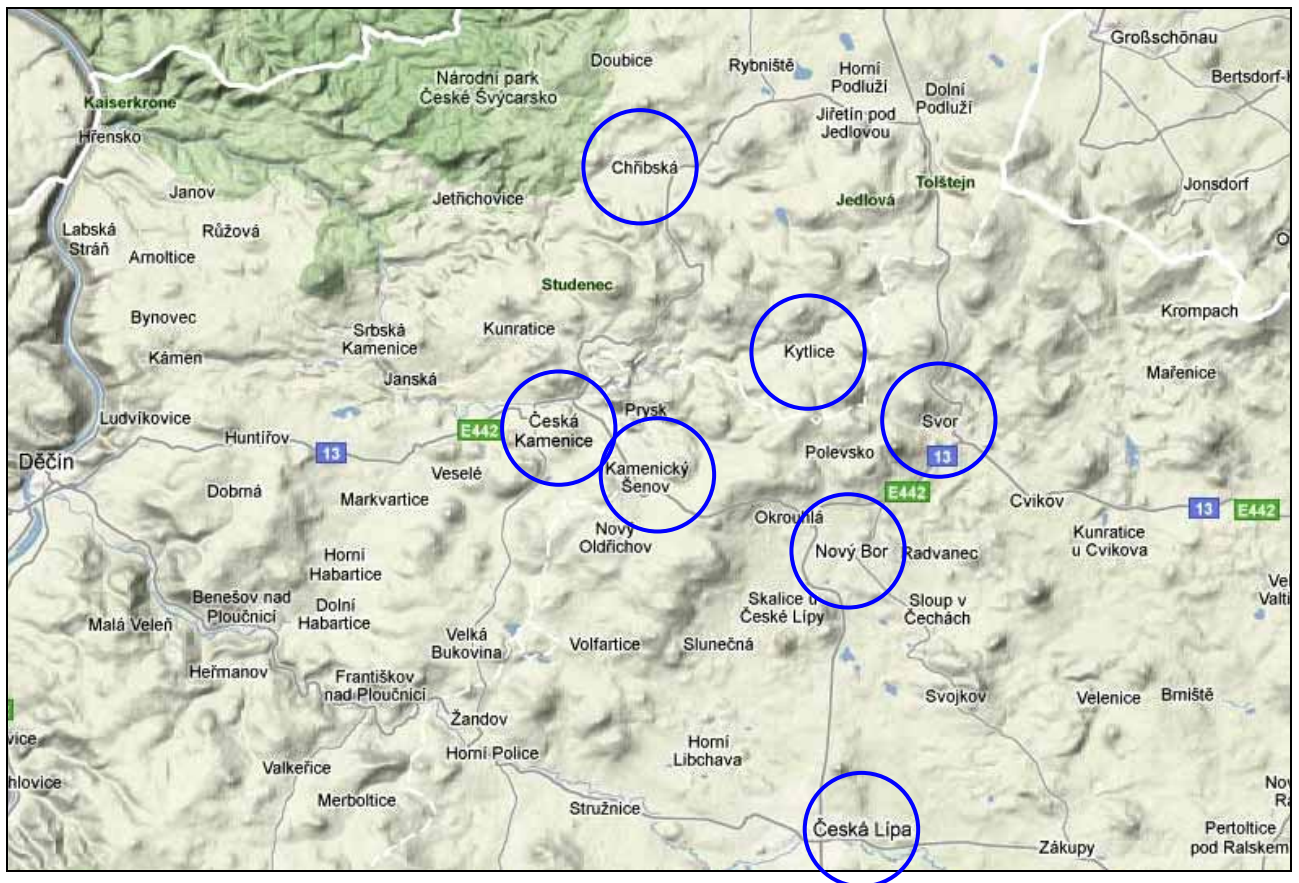 Großschönau
Doubice
Rybniště
Horní
Podluží
Národní park
České Švýcarsko
Dolní
Podluží
Kaiserkrone
Jiřetín pod
Jedlovou
Hřensko
Chřibská
Tolštejn
Jonsdorf
Janov
Jetřichovice
Jedlová
Labská
Stráň
Růžová
Arnoltice
Studenec
Krompach
Bynovec
Srbská
Kamenice
Kunratice
Kámen
Kytlice
Mařenice
Janská
Ludvíkovice
Prysk
Česká
Kamenice
Svor
E442
Huntířov
13
Polevsko
13
Děčín
Veselé
Kamenický
Šenov
Dobrná
Markvartice
E442
Cvikov
13
E442
Okrouhlá
Nový
Oldřichov
Kunratice
u Cvikova
Horní
Habartice
Nový Bor
Radvanec
Benešov nad
Ploučnicí
Dolní
Habartice
Skalice u
České Lípy
Sloup v
Čechách
Malá Veleň
Velká
Bukovina
Volfartice
Slunečná
Heřmanov
Františkov
nad Ploučnicí
Svojkov
Velenice
Brniště
Žandov
Horní Police
Horní
Libchava
Valkeřice
Merboltice
Stružnice
Česká Lípa
Zákupy
Pertoltice
pod Ralskem